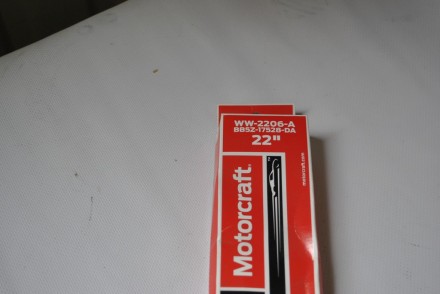 WW-2206-A
BB5Z-17528-DA
22"
Motorcraft®
motorcraft.com